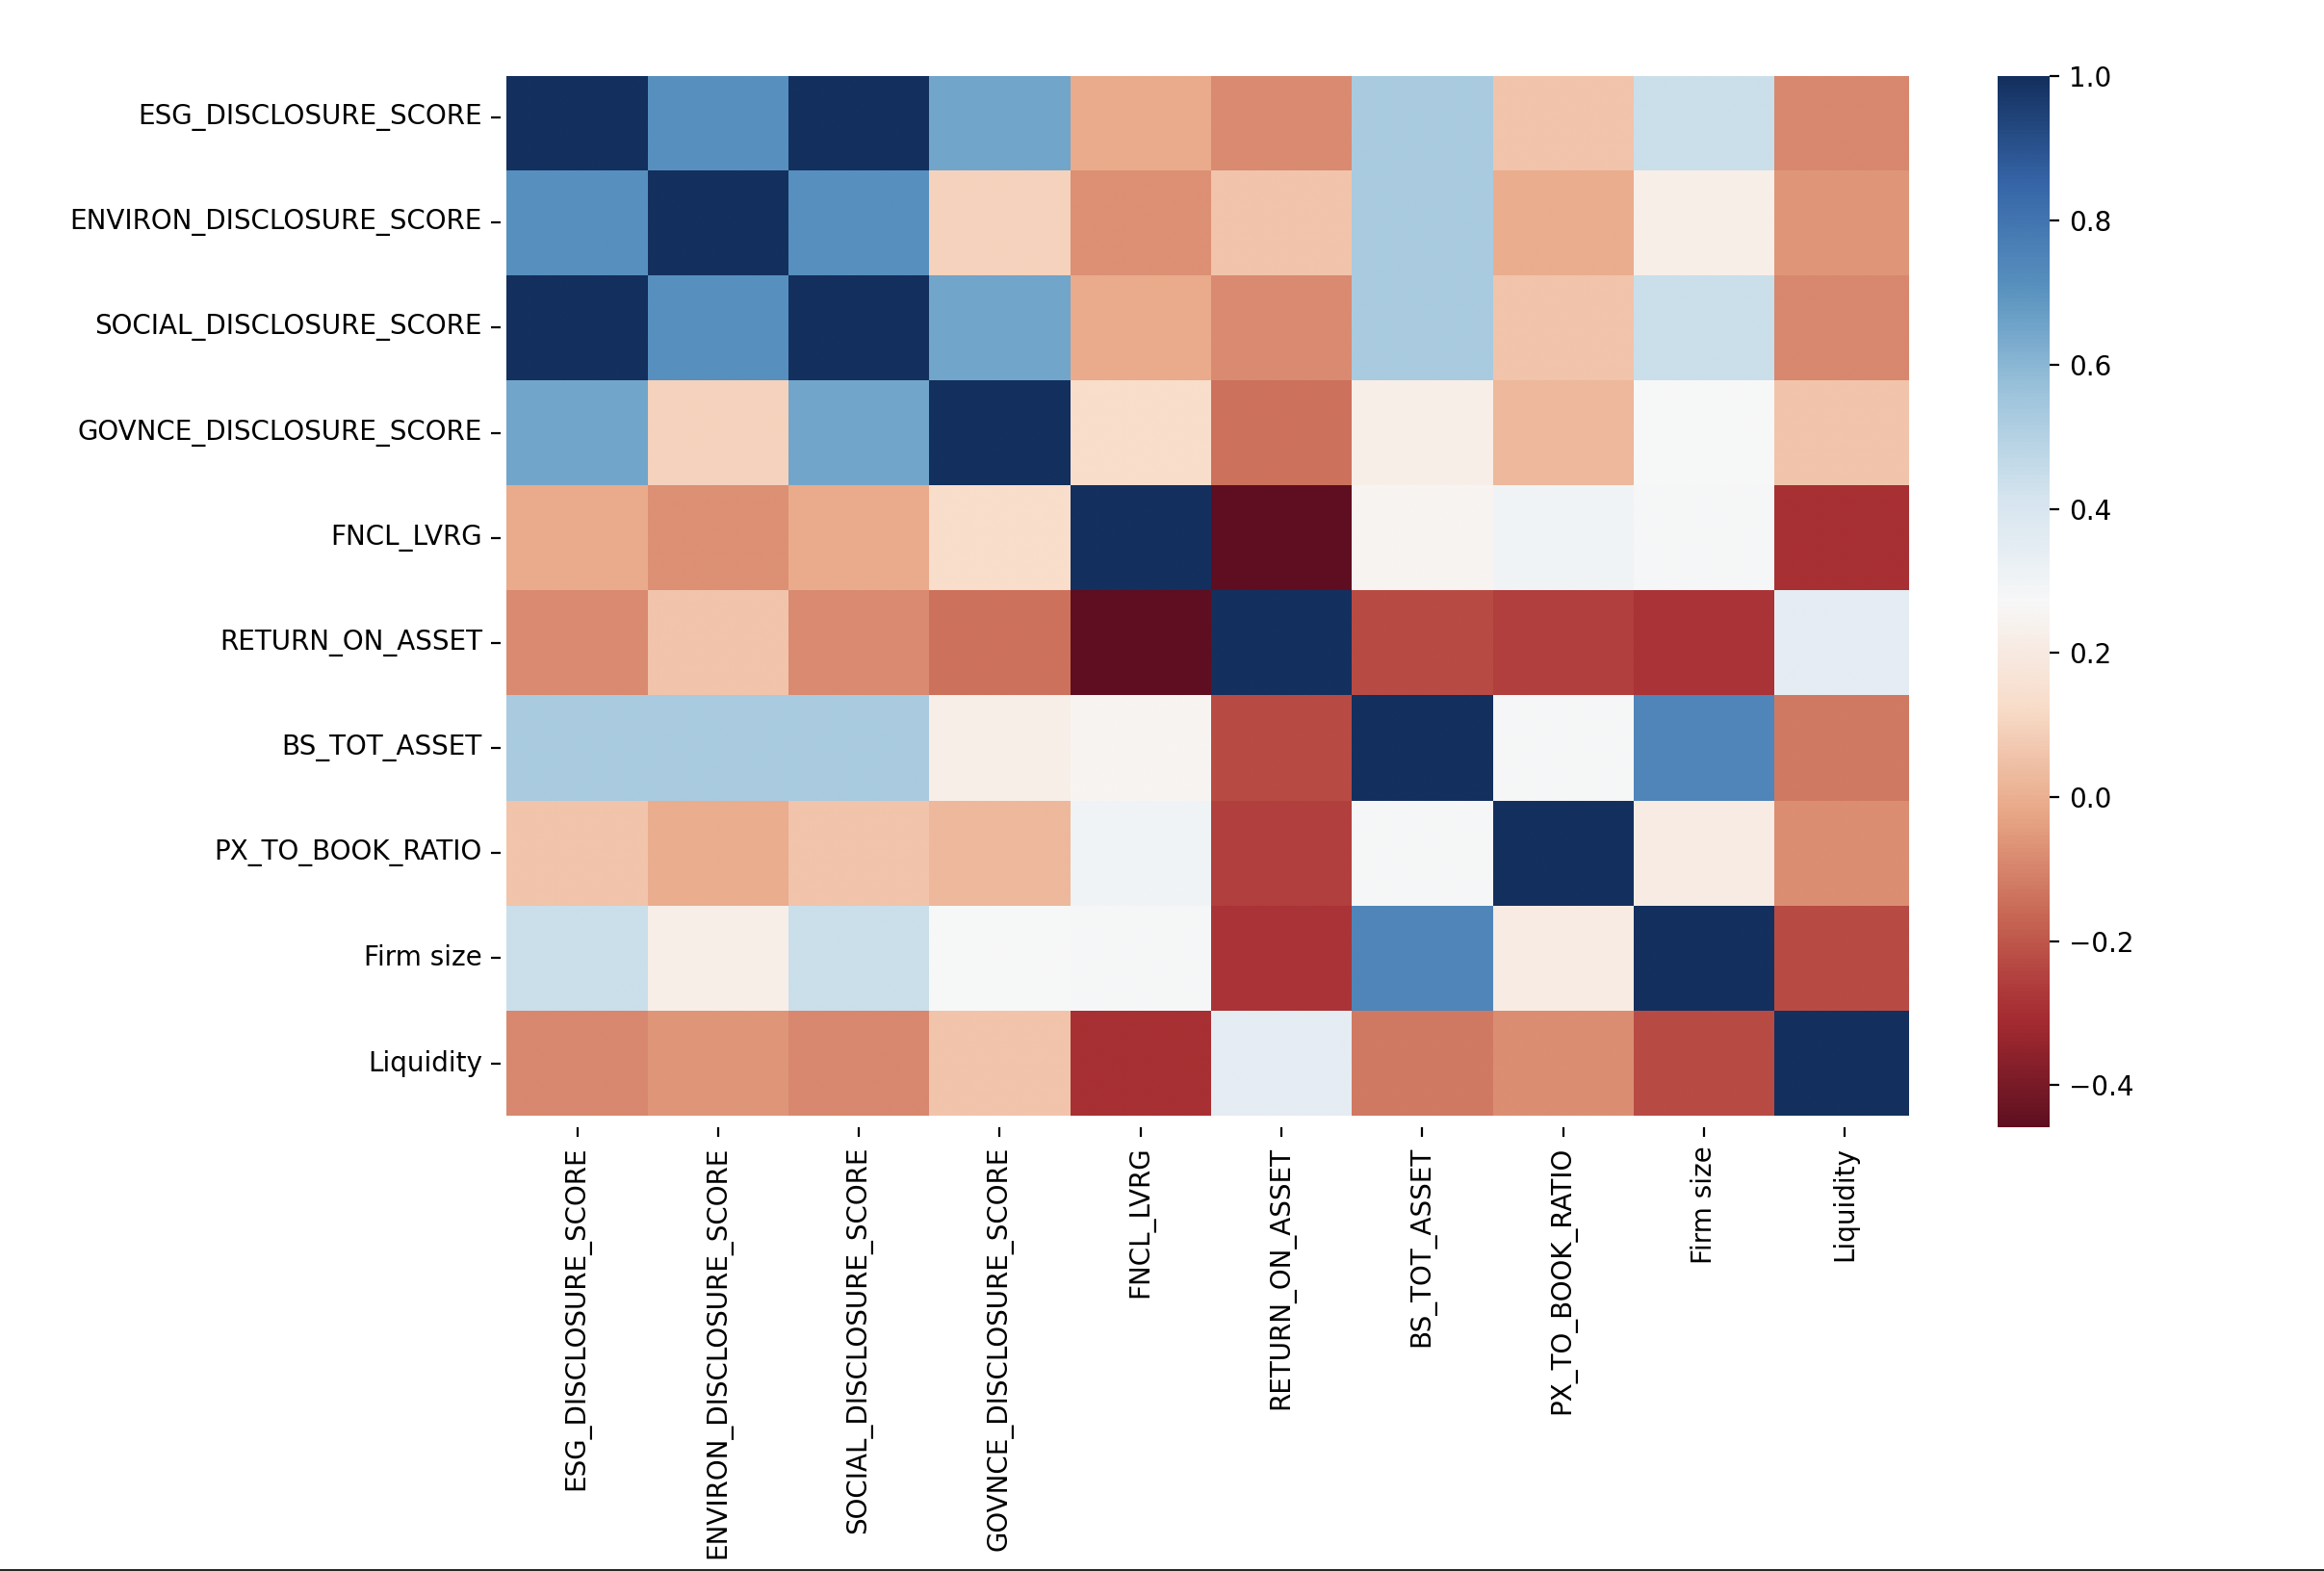 ESG_DISCLOSURE_SCORE
ENVIRON_DISCLOSURE_SCORE
SOCIAL_DISCLOSURE_SCORE
GOVNCE_DISCLOSURE_SCORE
FNCL_LVRG
RETURN_ON_ASSET
BS_TOT_ASSET
PX_TO_BOOK_RATIO
Firm size
Liquidity
ESG_DISCLOSURE_SCORE
ENVIRON_DISCLOSURE_SCORE
SOCIAL_DISCLOSURE_SCORE
GOVNCE_DISCLOSURE_SCORE
FNCL_LVRG
RETURN_ON_ASSET
BS_TOT_ASSET
PX_TO_BOOK_RATIO
Firm size
Liquidity
1.0
0.8
0.6
0.4
0.2
0.0
−0.2
−0.4